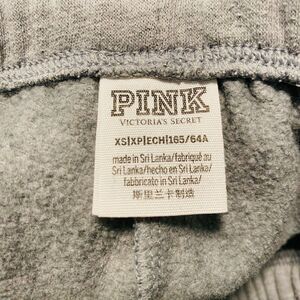 PINK
VICTORIA'S SECRET
XS|XP|ECH|165/64A
made in Sri Lanka/fabriqué au
Sri Lanka/hecho en Sri Lanka/
fabbricato in Sri Lanka/
斯里兰卡制造